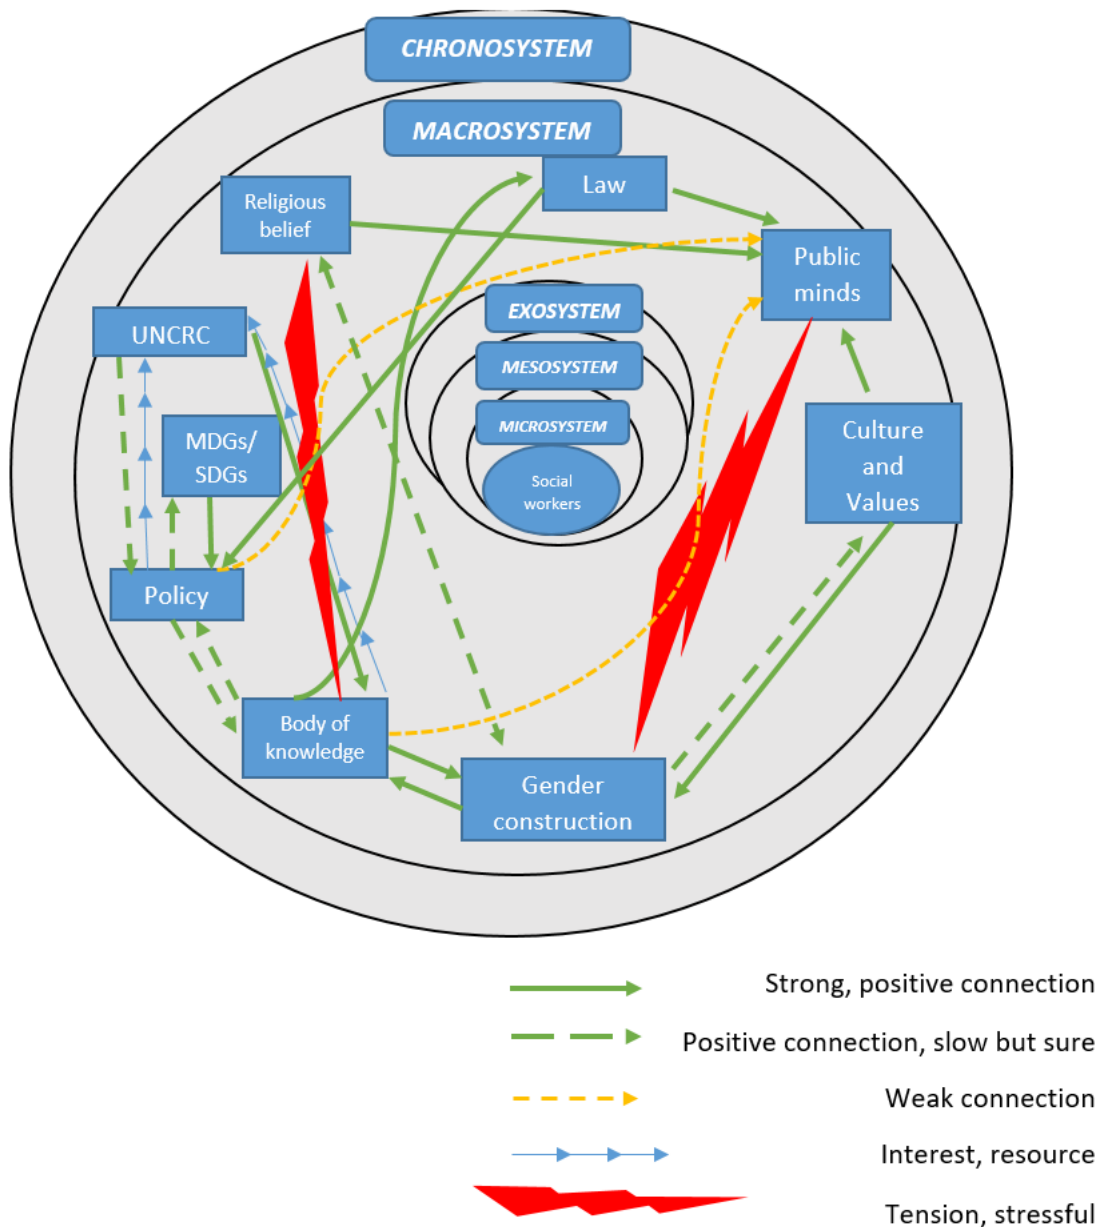 CHRONOSYSTEM
MACROSYSTEM
Law
Religious
belief
Public
minds
EXOSYSTEM
UNCRC
MESOSYSTEM
MICROSYSTEM
MDGs/
SDGs
Culture
and
Values
Social
workers
Policy
Body of
knowledge
Gender
construction
Strong, positive connection
Positive connection, slow but sure
Weak connection
Interest, resource
Tension, stressful